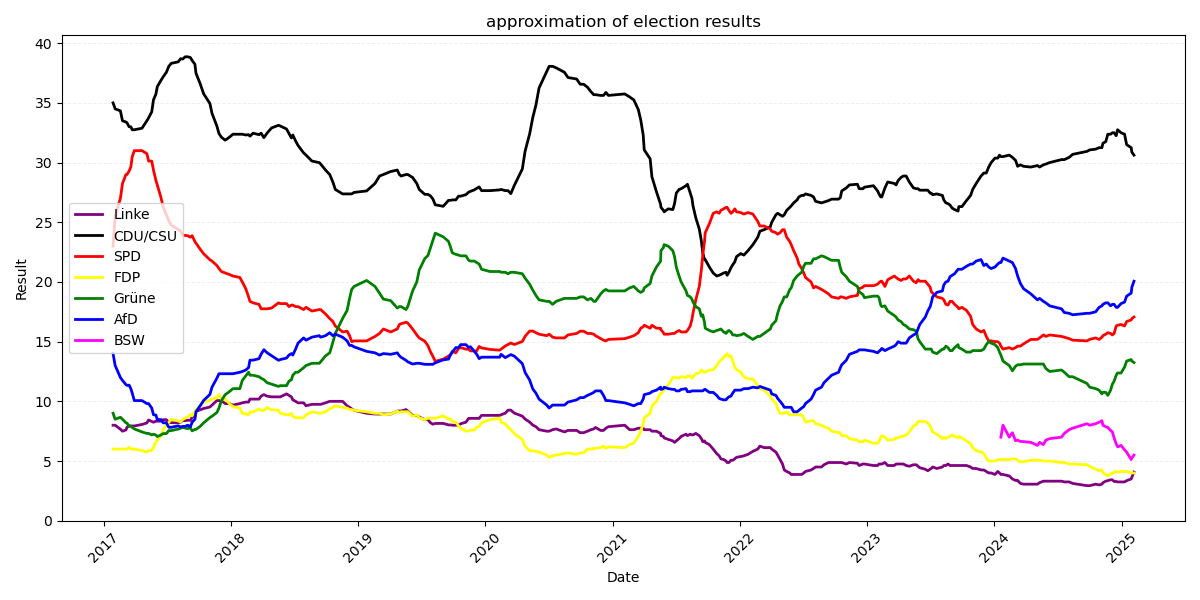 approximation of election results
Result
40
35
30
25
20
15
10
5
0
Linke
CDU/CSU
SPD
FDP
Grüne
AfD
BSW
2017
2018
2019
2020
2021
2022
2023
2024
2025
Date